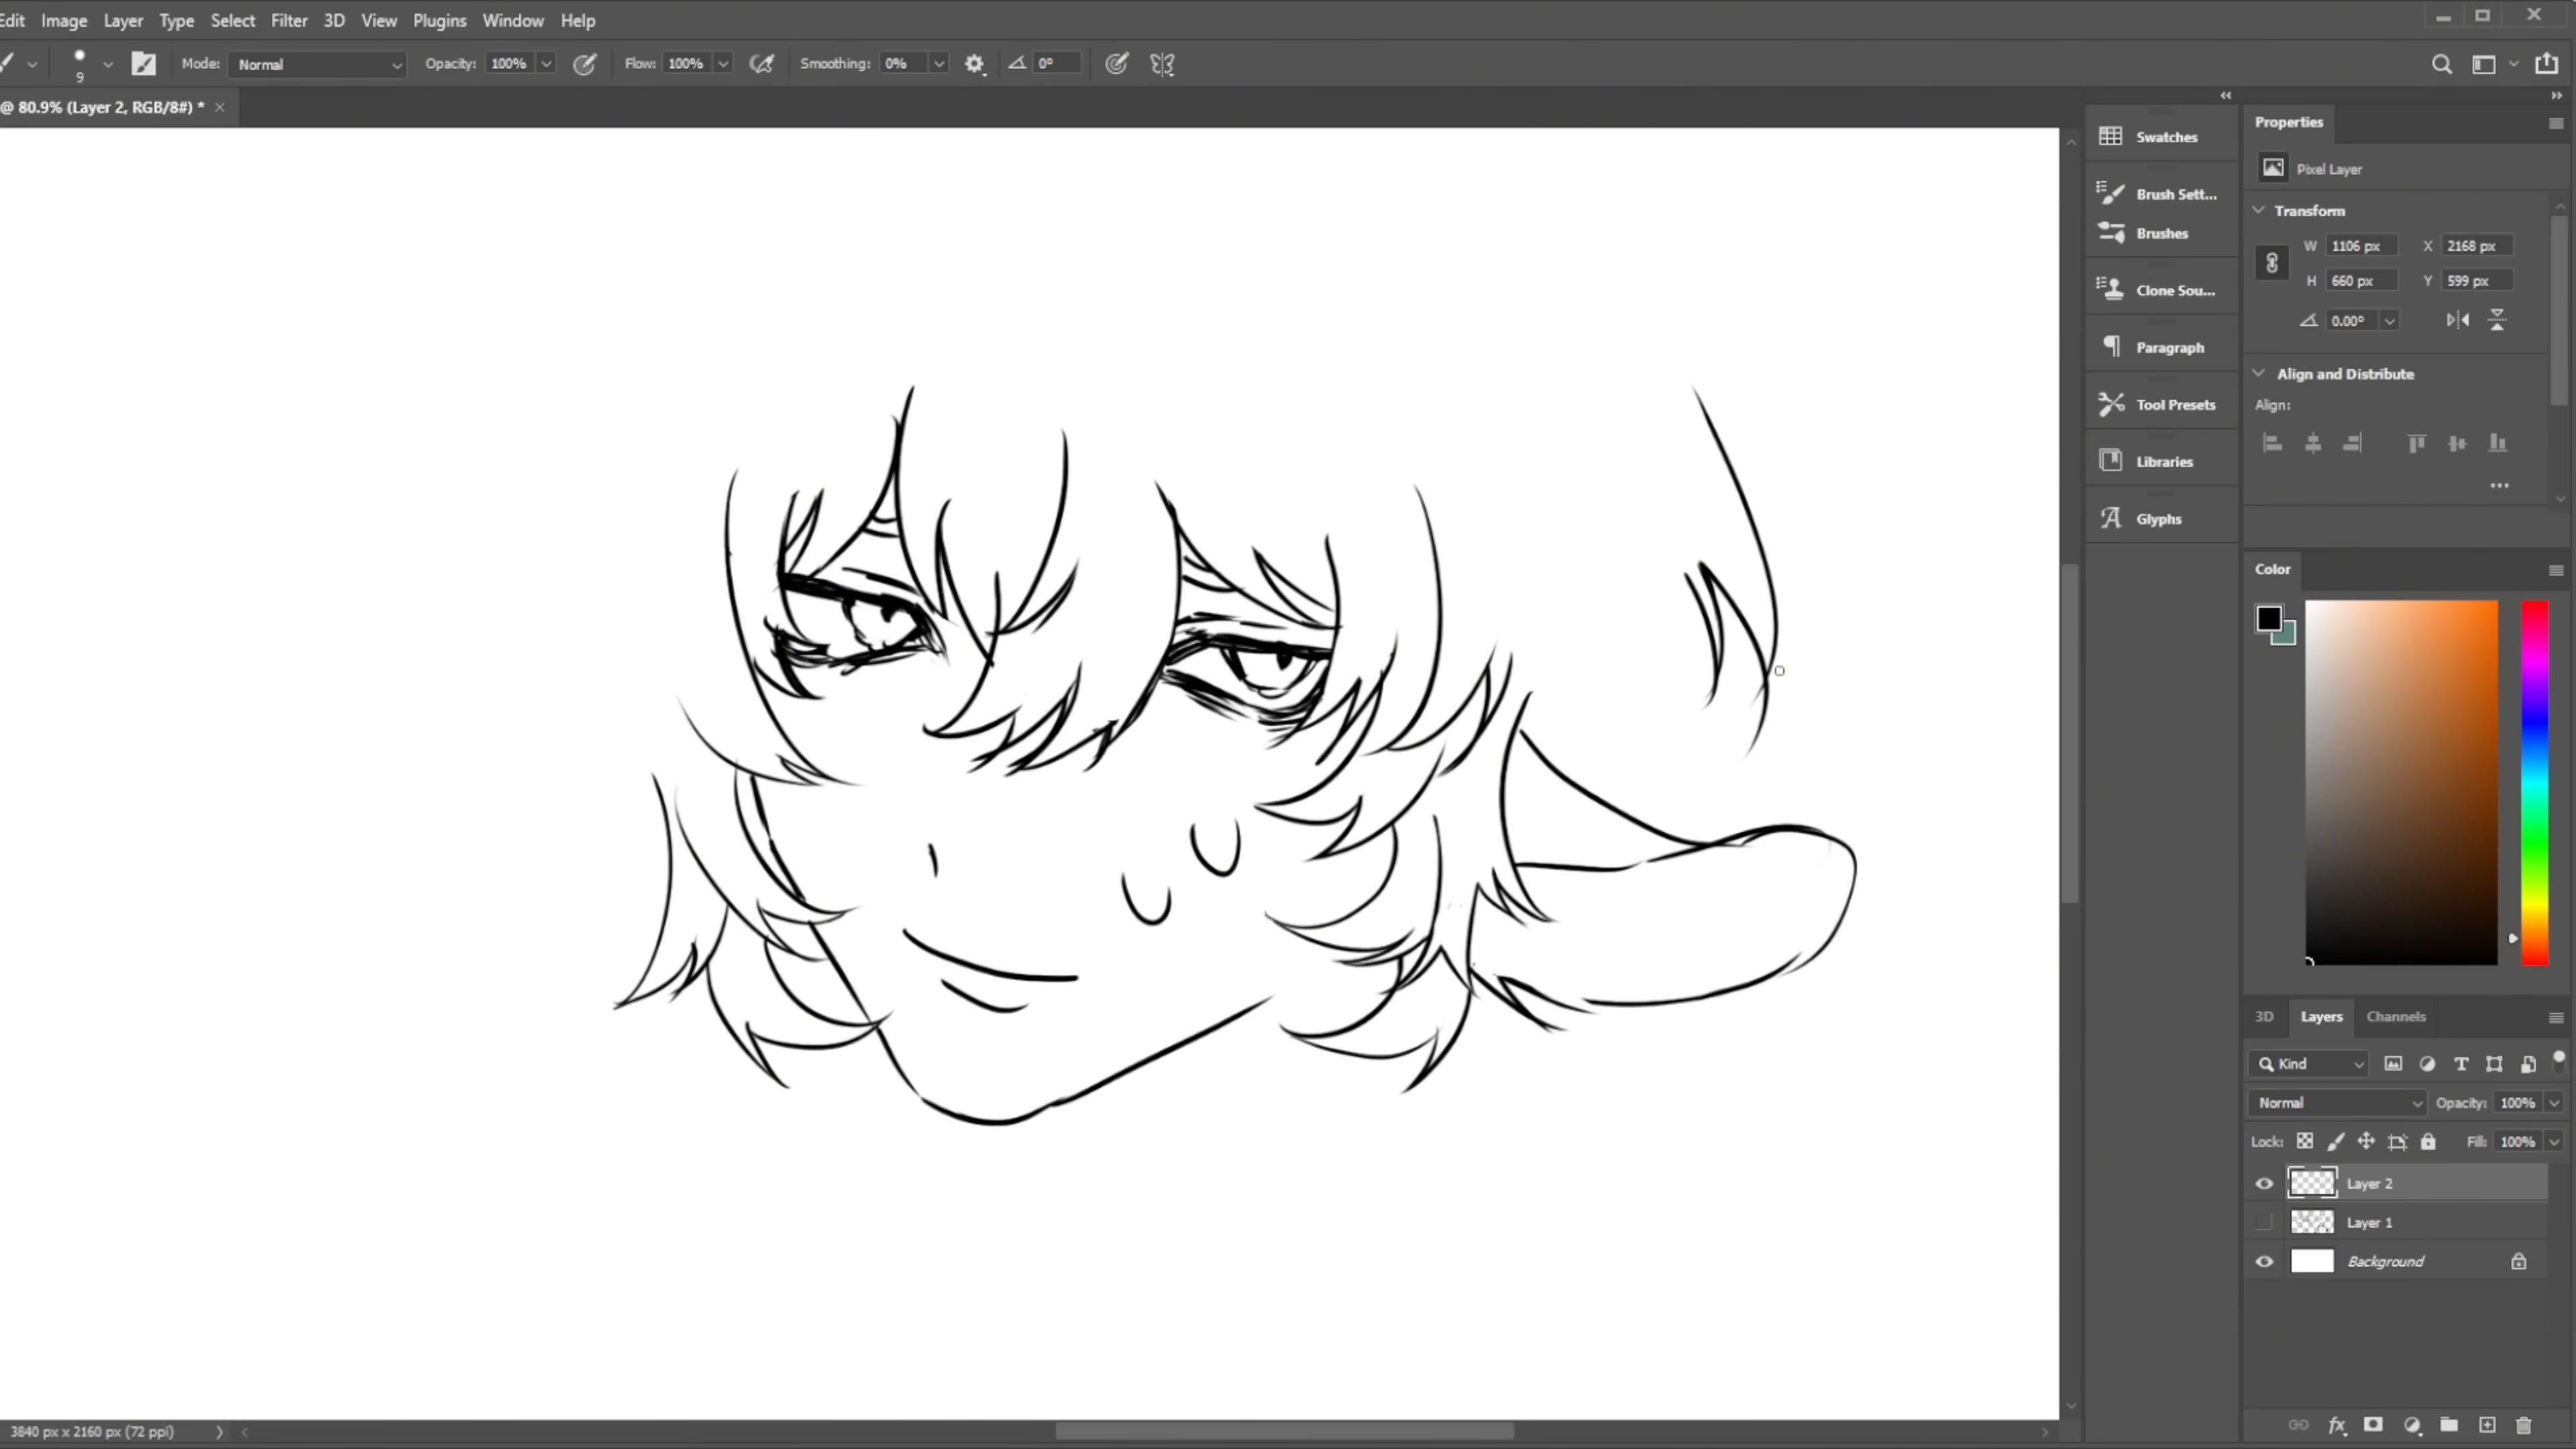 Edit Image Layer Type Select Filter 3D View Plugins Window Help
9 Mode: Normal Opacity: 100% Flow: 100% Smoothing: 0% 0°
@ 80.9% (Layer 2, RGB/8#) * ×
Swatches
Brush Sett...
Brushes
Clone Sou...
Paragraph
Tool Presets
Libraries
Glyphs
Properties
Pixel Layer
Transform
W 1106 px X 2168 px
H 660 px Y 599 px
0.00°
Align and Distribute
Align:
Color
3D Layers Channels
Kind
Normal Opacity: 100%
Lock: Fill: 100%
Layer 2
Layer 1
Background
fx
3840 px x 2160 px (72 ppi)